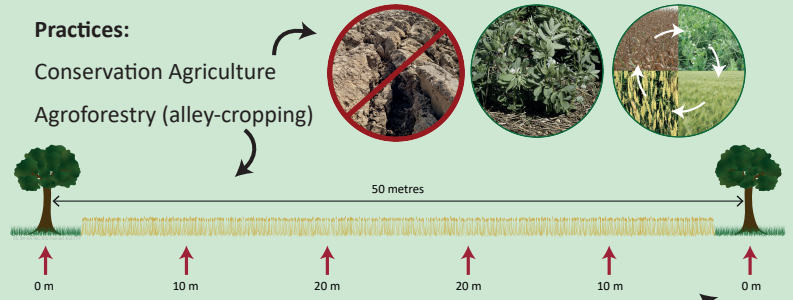 Practices:
Conservation Agriculture
Agroforestry (alley-cropping)
50 metres
0 m
10 m
20 m
20 m
10 m
0 m